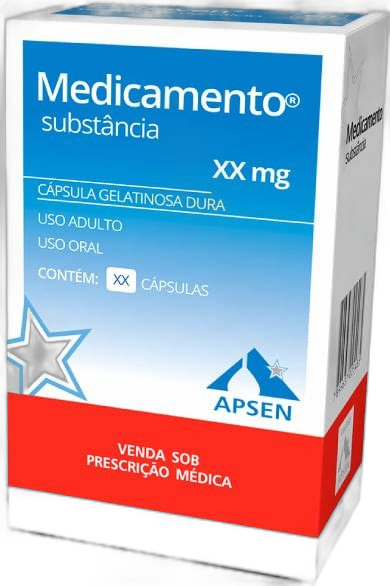 Medicamento®
substância
XX mg
CÁPSULA GELATINOSA DURA
USO ADULTO
USO ORAL
CONTÉM: XX CÁPSULAS
APSEN
VENDA SOB
PRESCRIÇÃO MÉDICA
Medicamento
substância